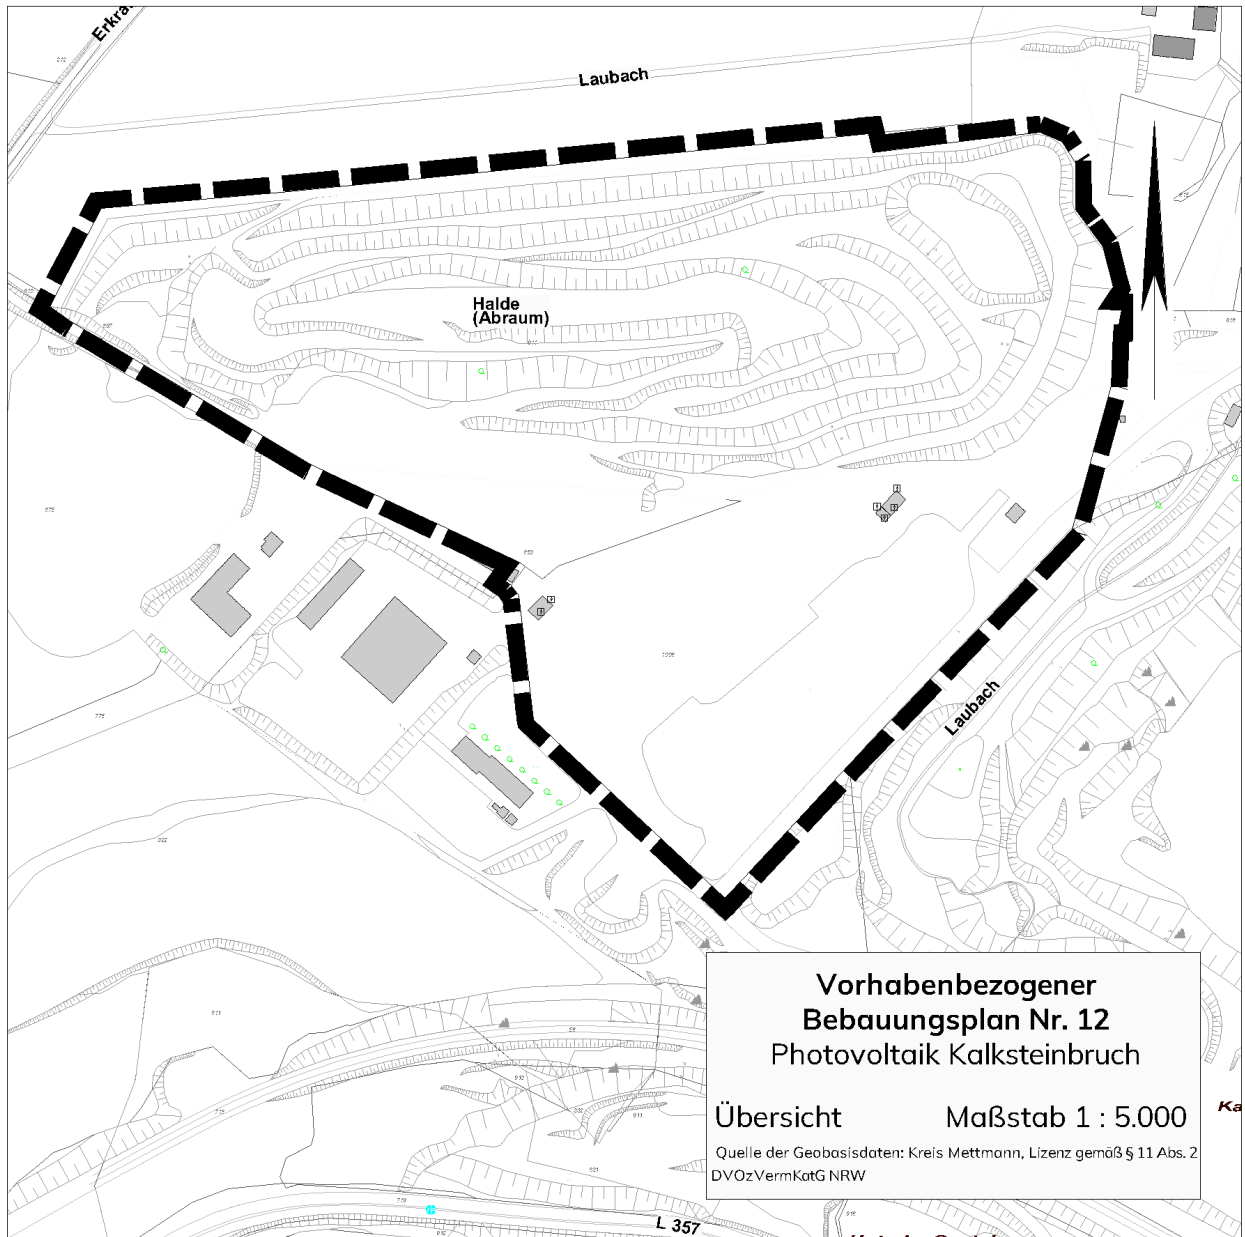 Erkra
Laubach
Halde
(Abraum)
Laubach
Vorhabenbezogener
Bebauungsplan Nr. 12
Photovoltaik Kalksteinbruch
Übersicht Maßstab 1 : 5.000
Quelle der Geobasisdaten: Kreis Mettmann, Lizenz gemäß § 11 Abs. 2
DVOzVermKatG NRW
Ka
L 357